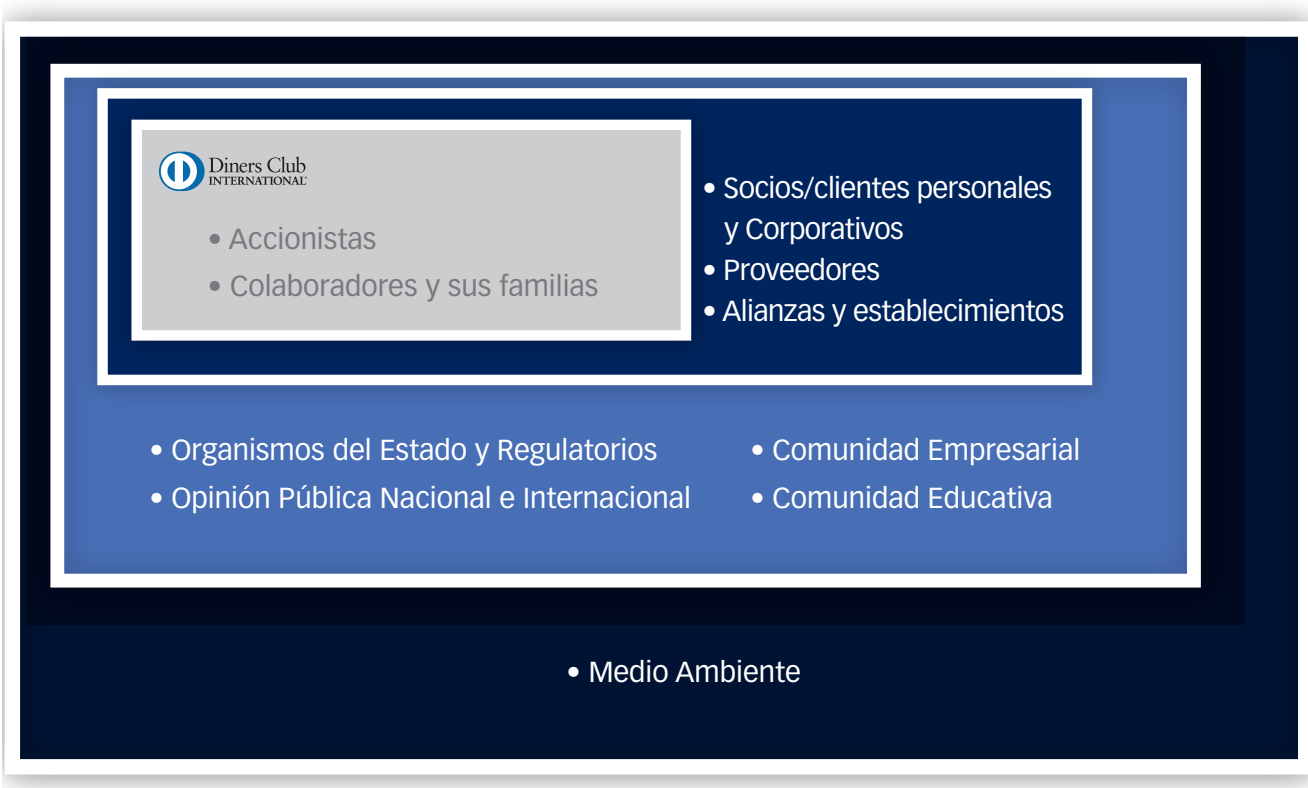 Diners Club
INTERNATIONAL®
• Accionistas
• Colaboradores y sus familias
• Socios/clientes personales
y Corporativos
• Proveedores
• Alianzas y establecimientos
• Organismos del Estado y Regulatorios
• Opinión Pública Nacional e Internacional
• Comunidad Empresarial
• Comunidad Educativa
• Medio Ambiente